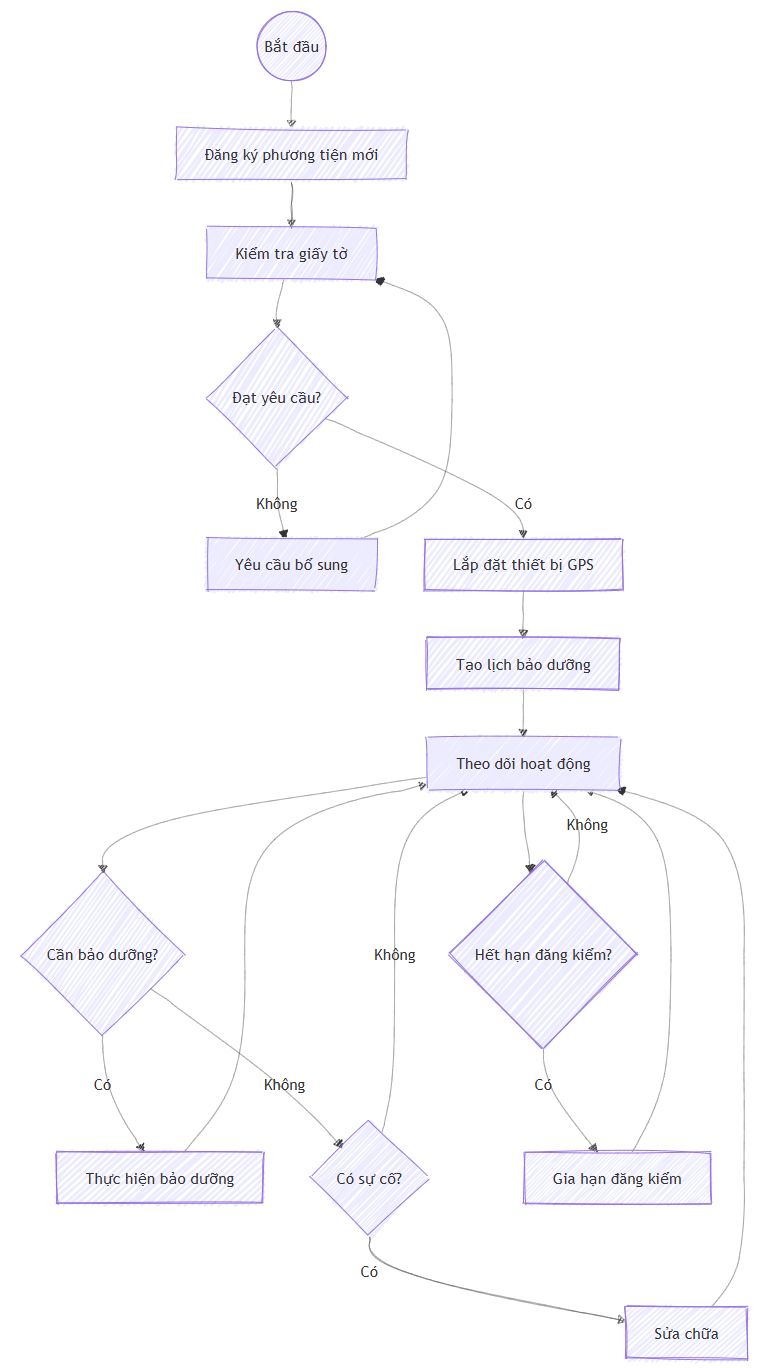 Bắt đầu
Đăng ký phương tiện mới
Kiểm tra giấy tờ
Đạt yêu cầu?
Không
Có
Yêu cầu bổ sung
Lắp đặt thiết bị GPS
Tạo lịch bảo dưỡng
Theo dõi hoạt động
Không
Cần bảo dưỡng?
Không
Hết hạn đăng kiểm?
Có
Không
Có
Thực hiện bảo dưỡng
Có sự cố?
Gia hạn đăng kiểm
Có
Sửa chữa